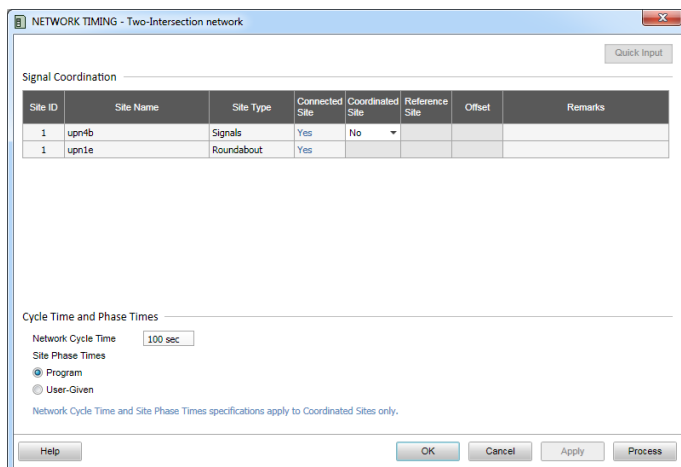 NETWORK TIMING - Two-Intersection network
Quick Input
Signal Coordination
Site ID Site Name Site Type Connected Site Coordinated Site Reference Site Offset Remarks
1 upn4b Signals Yes No
1 upn1e Roundabout Yes
Cycle Time and Phase Times
Network Cycle Time 100 sec
Site Phase Times
Program
User-Given
Network Cycle Time and Site Phase Times specifications apply to Coordinated Sites only.
Help OK Cancel Apply Process